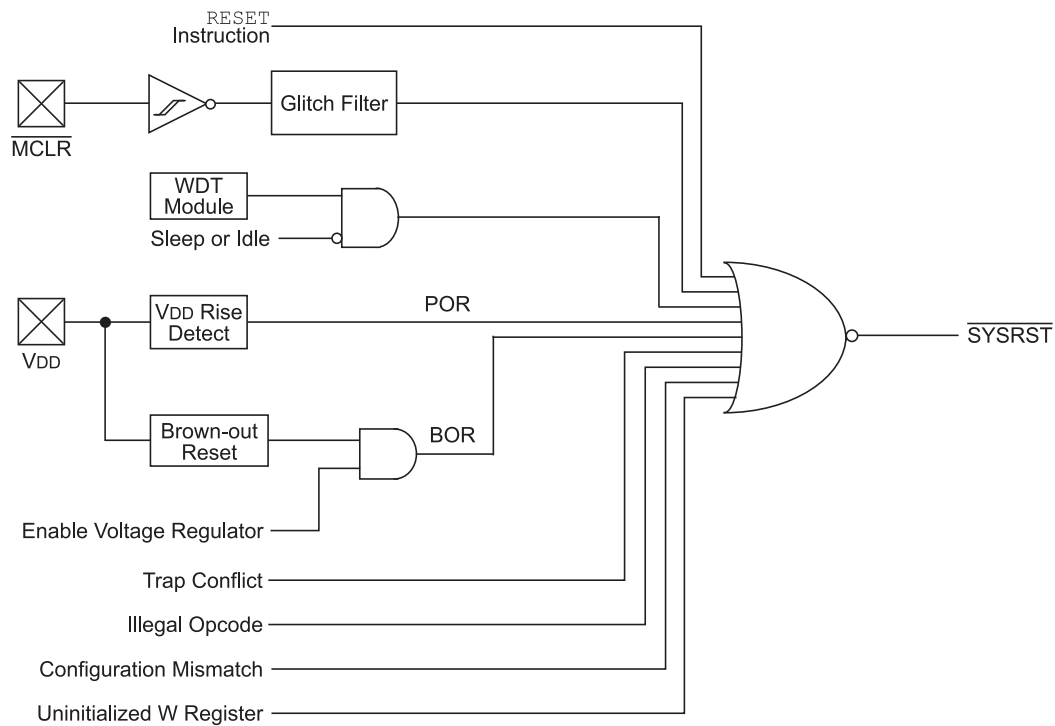 RESET
Instruction
Glitch Filter
MCLR
WDT
Module
Sleep or Idle
VDD Rise
Detect
POR
VDD
SYSRST
Brown-out
Reset
BOR
Enable Voltage Regulator
Trap Conflict
Illegal Opcode
Configuration Mismatch
Uninitialized W Register